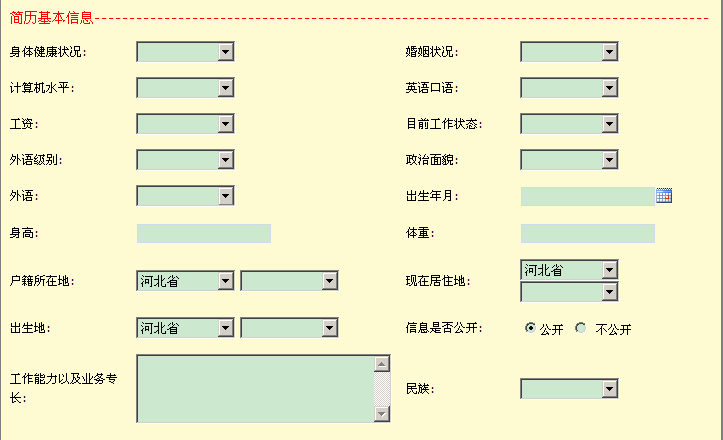 简历基本信息
身体健康状况:
婚姻状况:
计算机水平:
英语口语:
工资:
目前工作状态:
外语级别:
政治面貌:
外语:
出生年月:
身高:
体重:
户籍所在地: 河北省
现在居住地: 河北省
出生地: 河北省
信息是否公开: 公开 不公开
工作能力以及业务专
长:
民族: